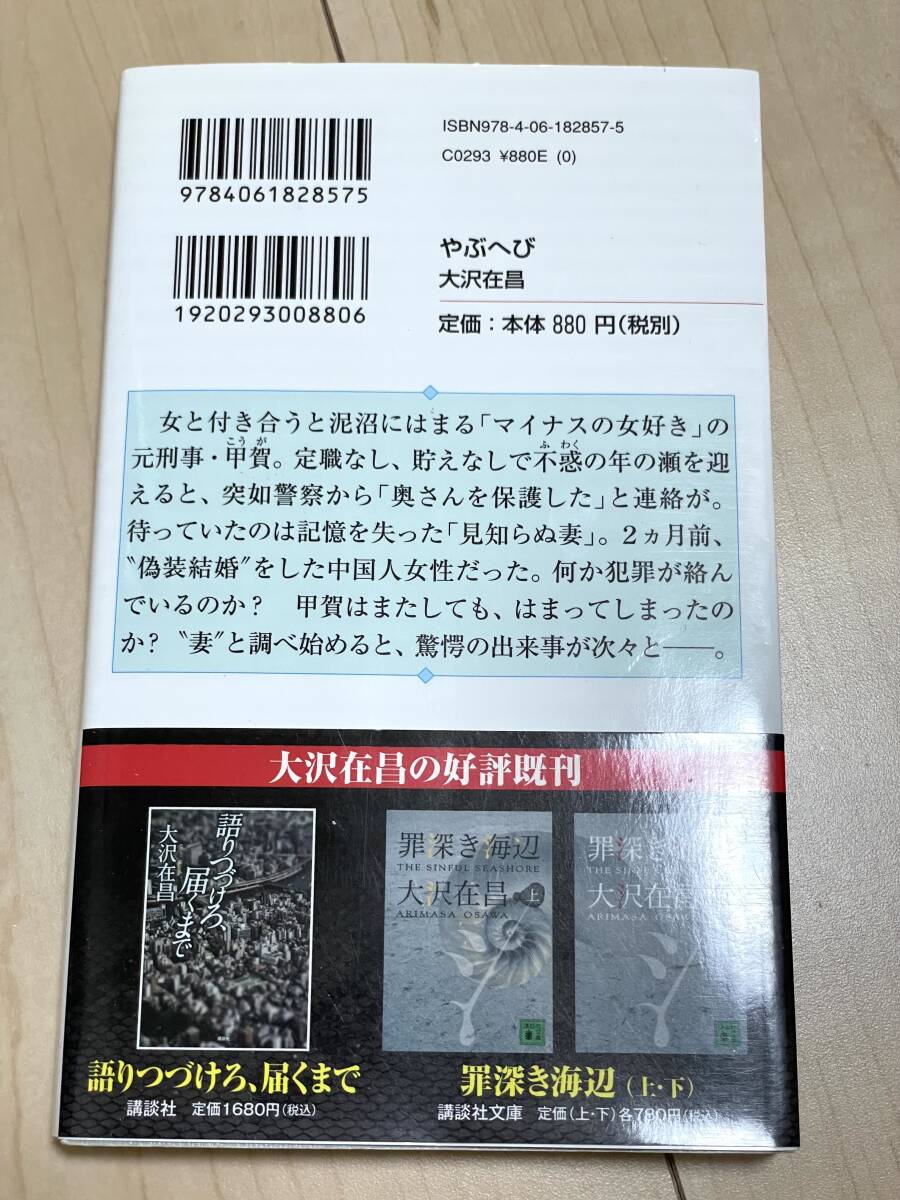 ISBN978-4-06-182857-5
C0293 ¥880E (0)
9784061828575
1920293008806
やぶへび
大沢在昌
定価：本体 880 円（税別）
女と付き合うと泥沼にはまる「マイナスの女好き」の
元刑事・甲賀。定職なし、貯えなしで不惑の年の瀬を迎
こうが
ふわく
えると、突如警察から「奥さんを保護した」と連絡が。
待っていたのは記憶を失った「見知らぬ妻」。２ヵ月前、
〝偽装結婚〟をした中国人女性だった。何か犯罪が絡ん
でいるのか？　甲賀はまたしても、はまってしまったの
か？〝妻〟と調べ始めると、驚愕の出来事が次々と――。
大沢在昌の好評既刊
語りつづけろ、
届くまで
大沢在昌
講談社
罪深き海辺
THE SINFUL SEASHORE
大沢在昌 上
ARIMASA OSAWA
罪深き
THE SINFUL
大沢在昌
ARIMASA OSAWA
語りつづけろ、届くまで
講談社 定価1680円（税込）
罪深き海辺（上・下）
講談社文庫 定価（上・下）各780円（税込）